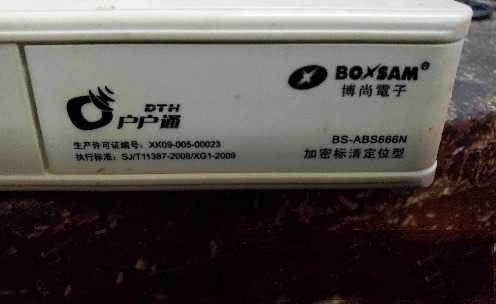 DTH
户户通
生产许可证编号：XK09-005-00023
执行标准：SJ/T11387-2008/XG1-2009
BOXSAM®
博尚電子
BS-ABS666N
加密标清定位型